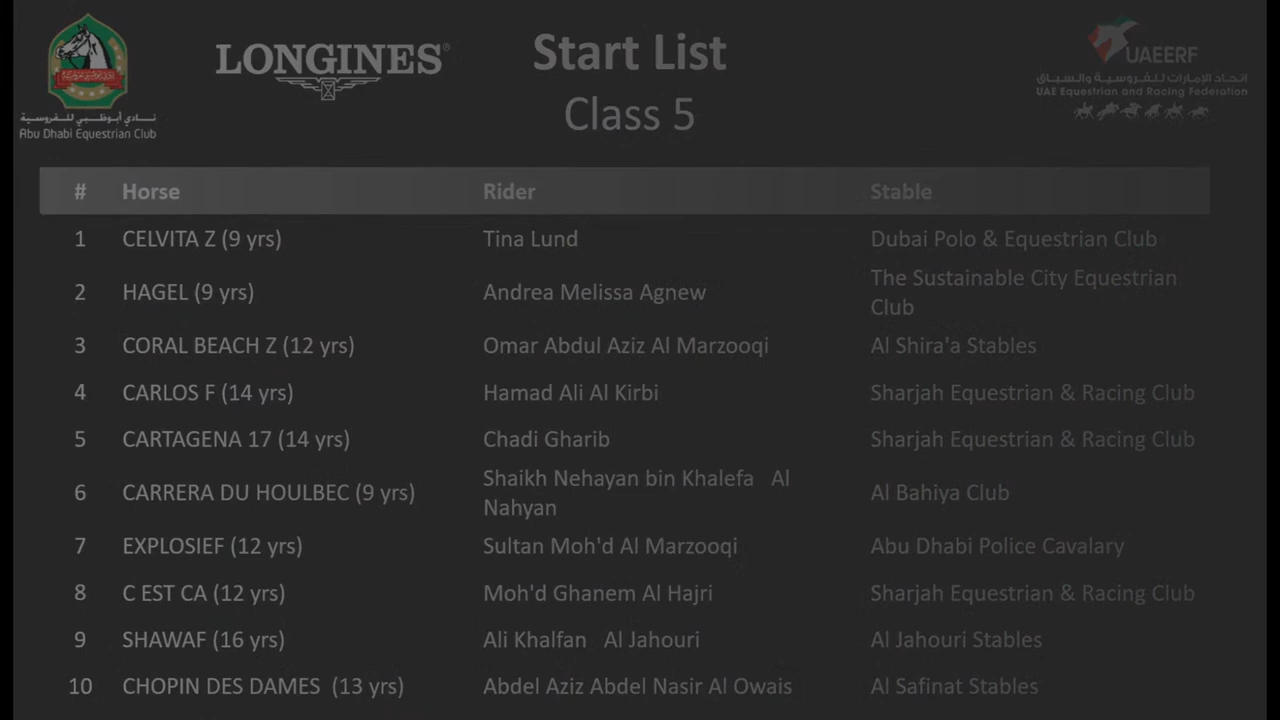 LONGINES
Start List
Class 5
نادي أبوظبي للفروسية
Abu Dhabi Equestrian Club
UAEERF
اتحاد الإمارات للفروسية والسباق
UAE Equestrian and Racing Federation
# Horse Rider Stable
1 CELVITA Z (9 yrs) Tina Lund Dubai Polo & Equestrian Club
2 HAGEL (9 yrs) Andrea Melissa Agnew The Sustainable City Equestrian
Club
3 CORAL BEACH Z (12 yrs) Omar Abdul Aziz Al Marzooqi Al Shira'a Stables
4 CARLOS F (14 yrs) Hamad Ali Al Kirbi Sharjah Equestrian & Racing Club
5 CARTAGENA 17 (14 yrs) Chadi Gharib Sharjah Equestrian & Racing Club
6 CARRERA DU HOULBEC (9 yrs) Shaikh Nehayan bin Khalefa Al
Nahyan Al Bahiya Club
7 EXPLOSIEF (12 yrs) Sultan Moh'd Al Marzooqi Abu Dhabi Police Cavalary
8 C EST CA (12 yrs) Moh'd Ghanem Al Hajri Sharjah Equestrian & Racing Club
9 SHAWAF (16 yrs) Ali Khalfan Al Jahouri Al Jahouri Stables
10 CHOPIN DES DAMES (13 yrs) Abdel Aziz Abdel Nasir Al Owais Al Safinat Stables